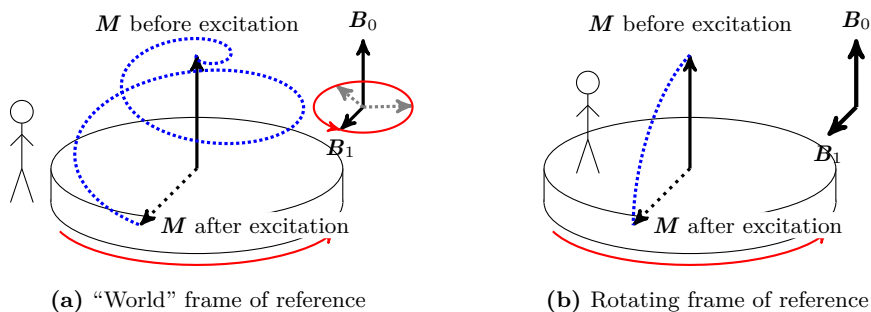 M before excitation
B₀
B₁
M after excitation
(a) “World” frame of reference
M before excitation
B₀
B₁
M after excitation
(b) Rotating frame of reference